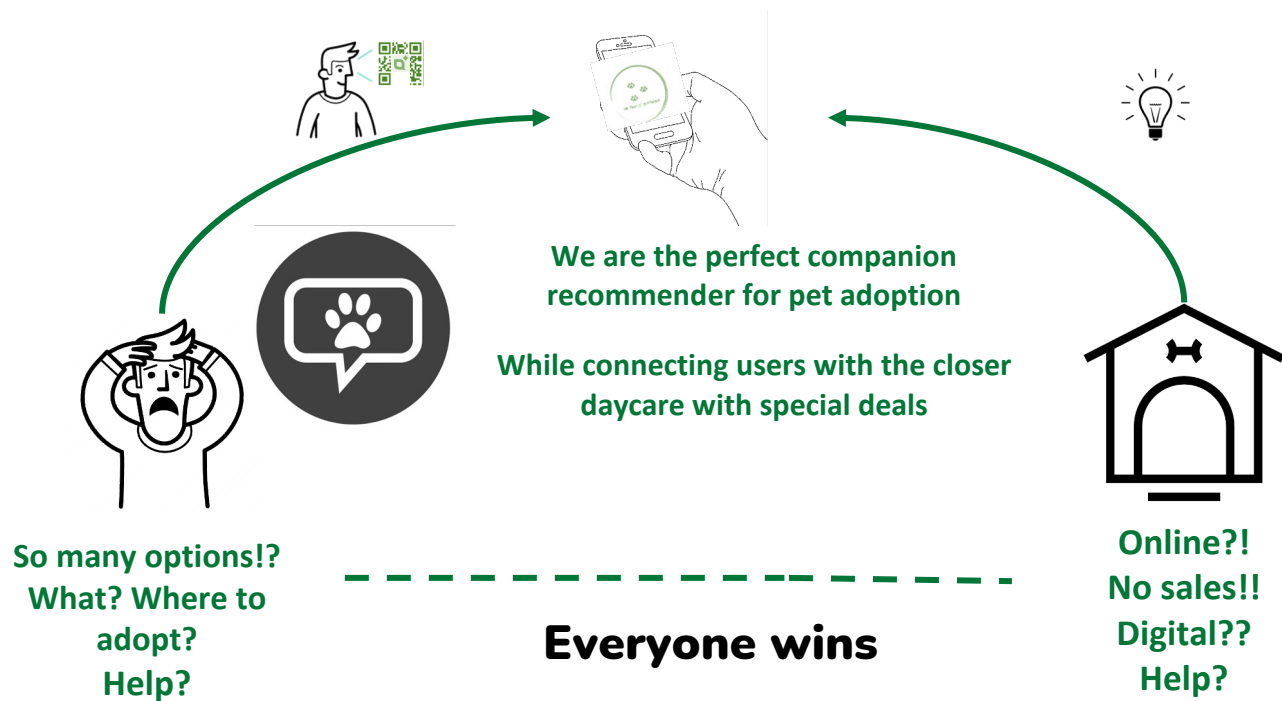 We are the perfect companion
recommender for pet adoption
While connecting users with the closer
daycare with special deals
So many options!?
What? Where to
adopt?
Help?
Online?!
No sales!!
Digital??
Help?
Everyone wins